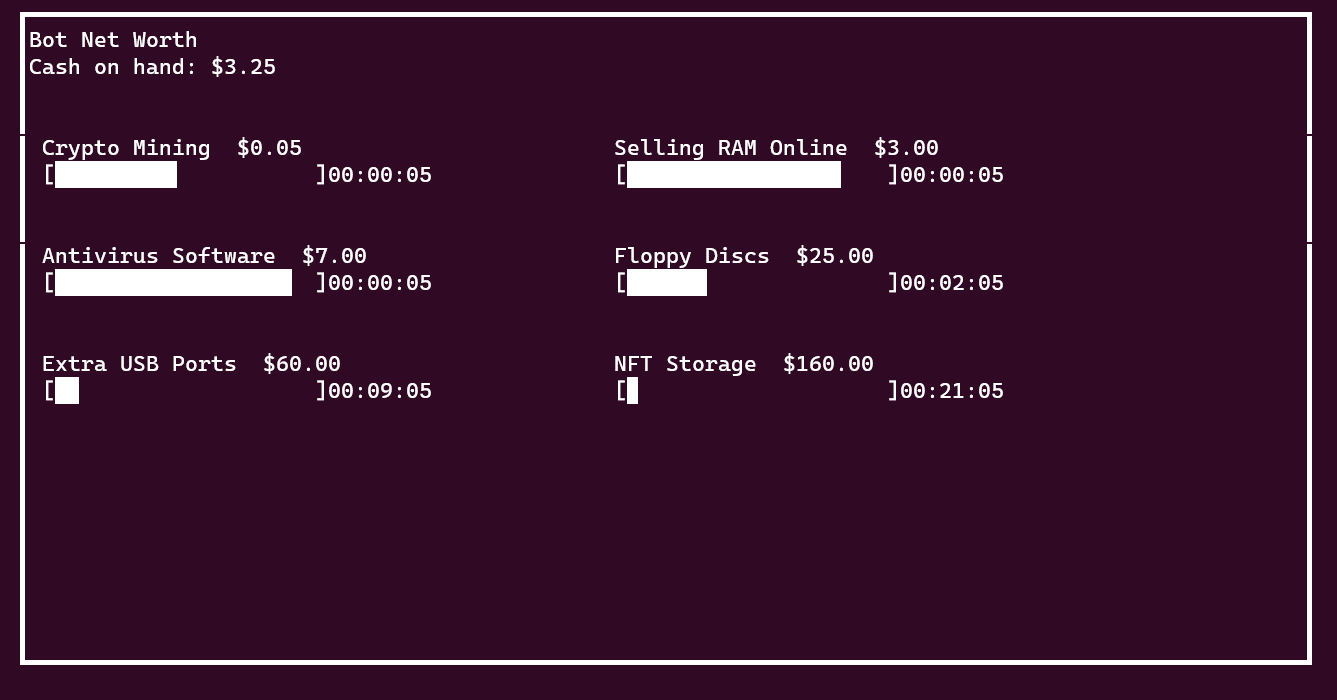 Bot Net Worth
Cash on hand: $3.25
Crypto Mining  $0.05
[ ]00:00:05
Selling RAM Online  $3.00
[ ]00:00:05
Antivirus Software  $7.00
[ ]00:00:05
Floppy Discs  $25.00
[ ]00:02:05
Extra USB Ports  $60.00
[ ]00:09:05
NFT Storage  $160.00
[ ]00:21:05